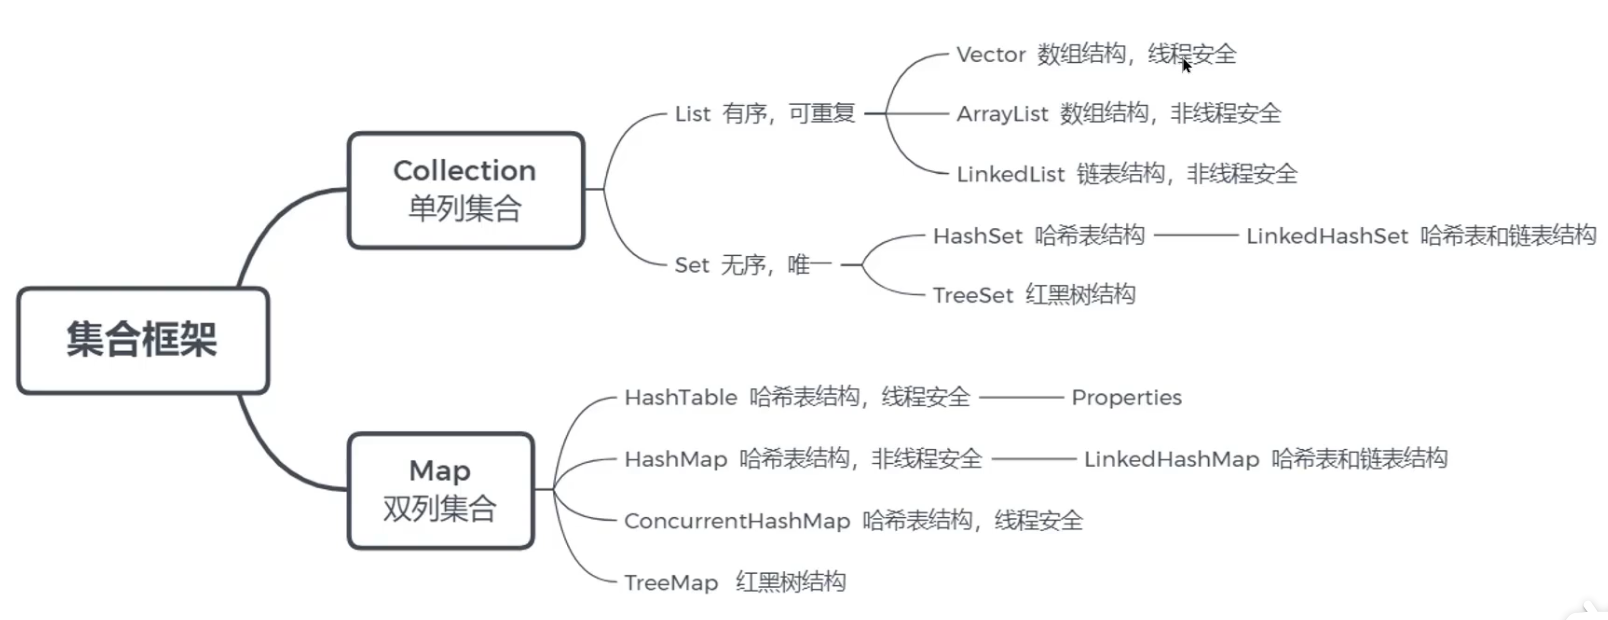 集合框架
Collection
单列集合
List 有序，可重复
Vector 数组结构，线程安全
ArrayList 数组结构，非线程安全
LinkedList 链表结构，非线程安全
Set 无序，唯一
HashSet 哈希表结构
LinkedHashSet 哈希表和链表结构
TreeSet 红黑树结构
Map
双列集合
HashTable 哈希表结构，线程安全
Properties
HashMap 哈希表结构，非线程安全
LinkedHashMap 哈希表和链表结构
ConcurrentHashMap 哈希表结构，线程安全
TreeMap 红黑树结构